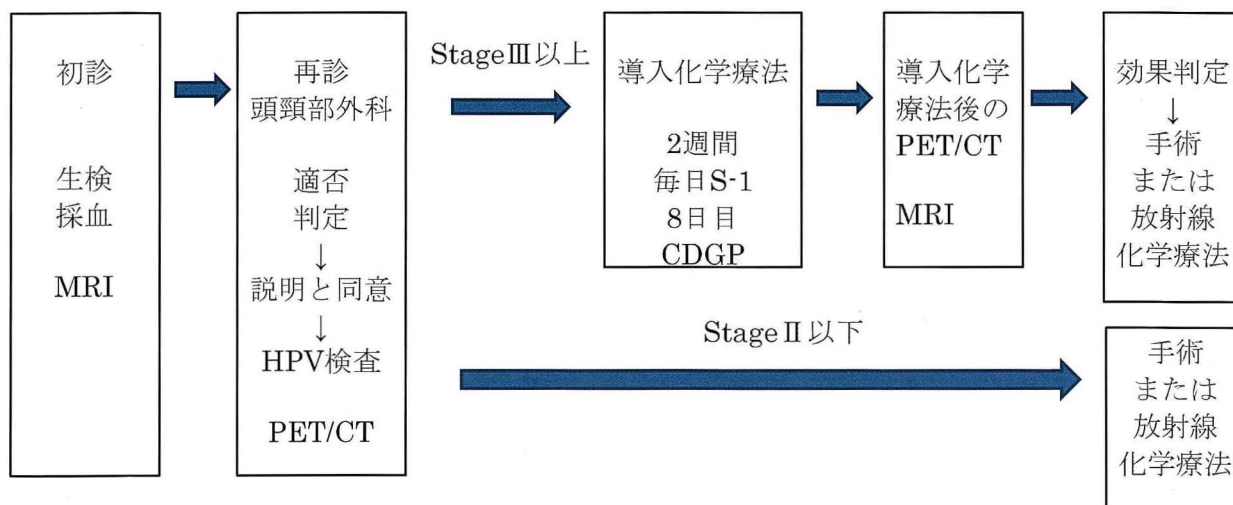 初診
生検
採血
MRI
再診
頭頸部外科
適否
判定
↓
説明と同意
↓
HPV検査
PET/CT
StageⅢ以上
導入化学療法
2週間
毎日S-1
8日目
CDGP
導入化学
療法後の
PET/CT
MRI
効果判定
↓
手術
または
放射線
化学療法
StageⅡ以下
手術
または
放射線
化学療法